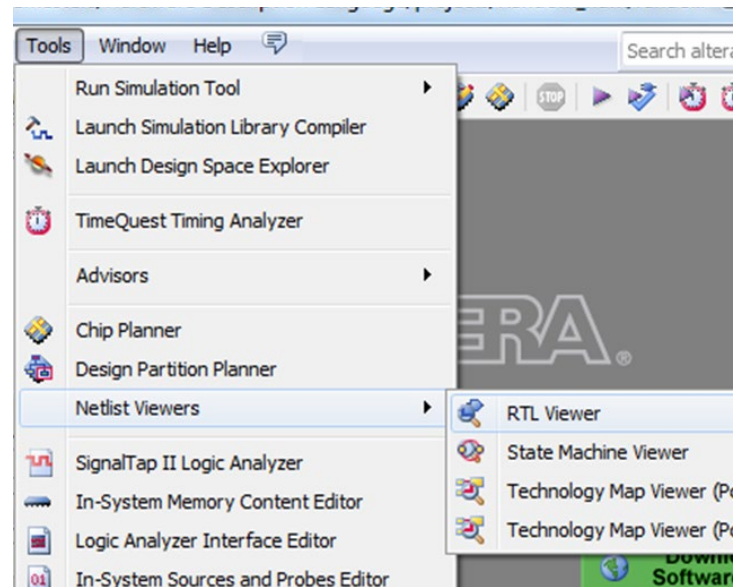 Tools Window Help
Search altera
Run Simulation Tool
STOP
Launch Simulation Library Compiler
Launch Design Space Explorer
TimeQuest Timing Analyzer
Advisors
Chip Planner
Design Partition Planner
Netlist Viewers
RTL Viewer
State Machine Viewer
Technology Map Viewer (Po
Technology Map Viewer (Po
SignalTap II Logic Analyzer
In-System Memory Content Editor
Logic Analyzer Interface Editor
In-System Sources and Probes Editor
ERA®
Softwar